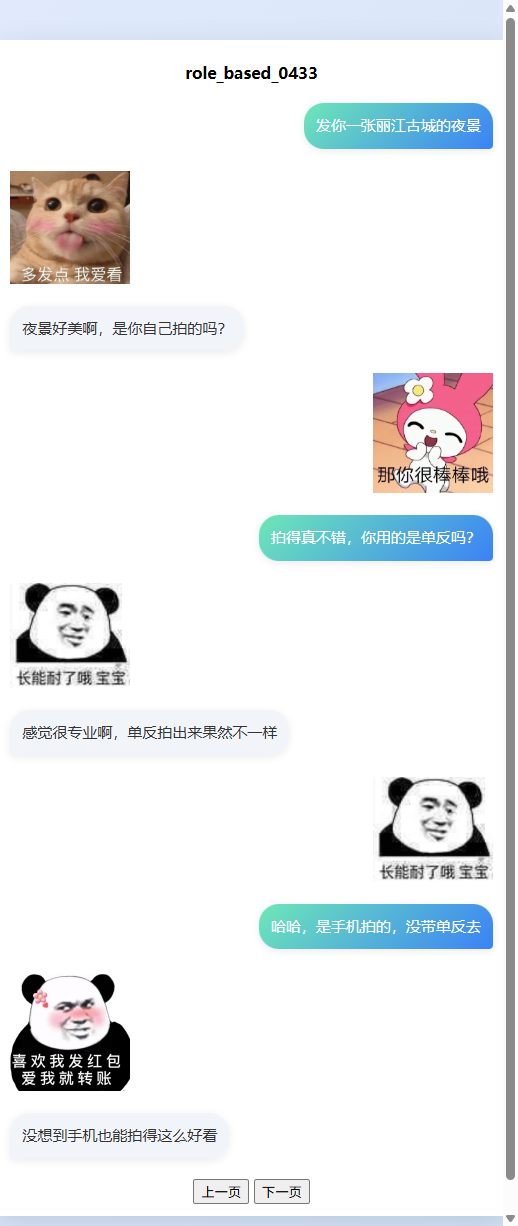 role_based_0433
发你一张丽江古城的夜景
多发点 我爱看
夜景好美啊，是你自己拍的吗？
那你很棒棒哦
拍得真不错，你用的是单反吗？
长能耐了哦 宝宝
感觉很专业啊，单反拍出来果然不一样
长能耐了哦 宝宝
哈哈，是手机拍的，没带单反去
喜欢我发红包
爱我就转账
没想到手机也能拍得这么好看
上一页 下一页